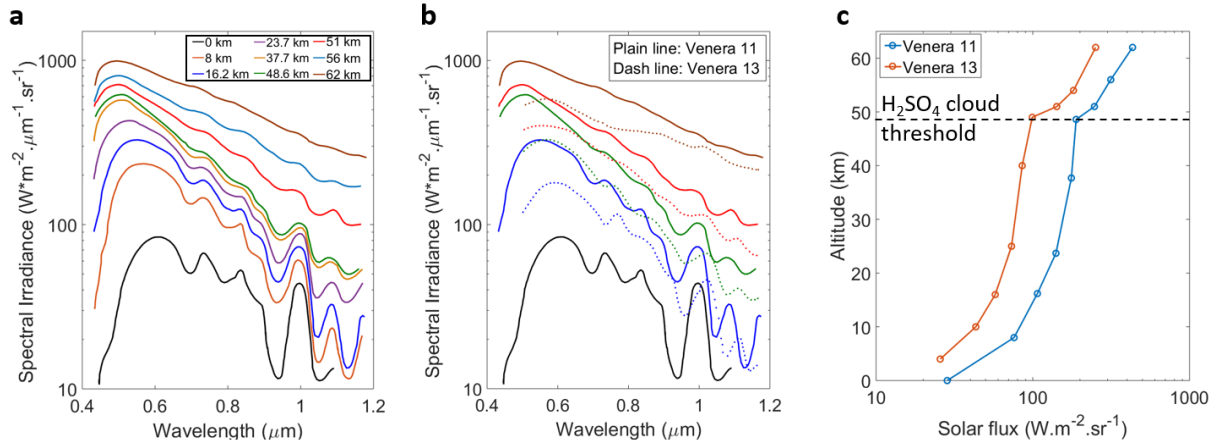 a
Spectral Irradiance (W*m⁻².μm⁻¹.sr⁻¹)
1000
100
10
0 km
8 km
16.2 km
23.7 km
37.7 km
48.6 km
51 km
56 km
62 km
0.4 0.6 0.8 1 1.2
Wavelength (μm)
b
Spectral Irradiance (W*m⁻².μm⁻¹.sr⁻¹)
1000
100
10
Plain line: Venera 11
Dash line: Venera 13
0.4 0.6 0.8 1 1.2
Wavelength (μm)
c
Altitude (km)
60
50
40
30
20
10
0
Venera 11
Venera 13
H₂SO₄ cloud
threshold
10 100 1000
Solar flux (W.m⁻².sr⁻¹)